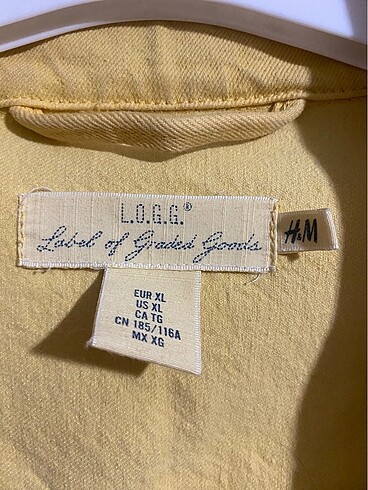 L.O.G.G.®
Label of Graded Goods
H&M
EUR XL
US XL
CA TG
CN 185/116A
MX XG